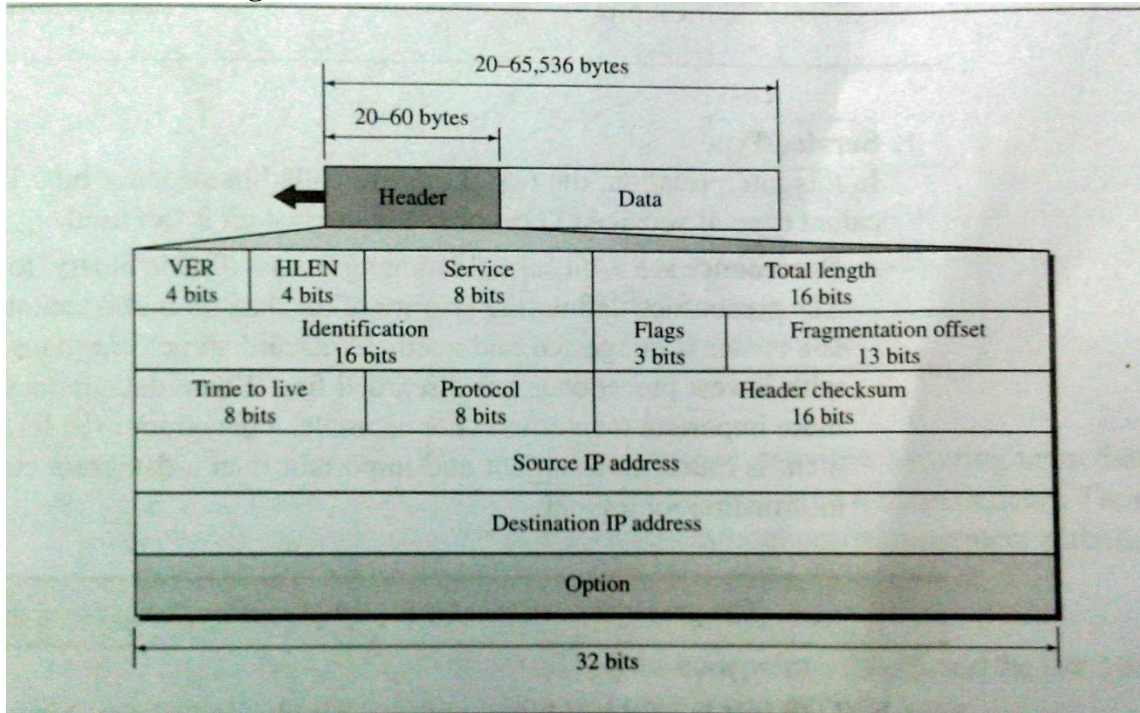 20–65,536 bytes
20–60 bytes
Header
Data
VER
4 bits
HLEN
4 bits
Service
8 bits
Total length
16 bits
Identification
16 bits
Flags
3 bits
Fragmentation offset
13 bits
Time to live
8 bits
Protocol
8 bits
Header checksum
16 bits
Source IP address
Destination IP address
Option
32 bits